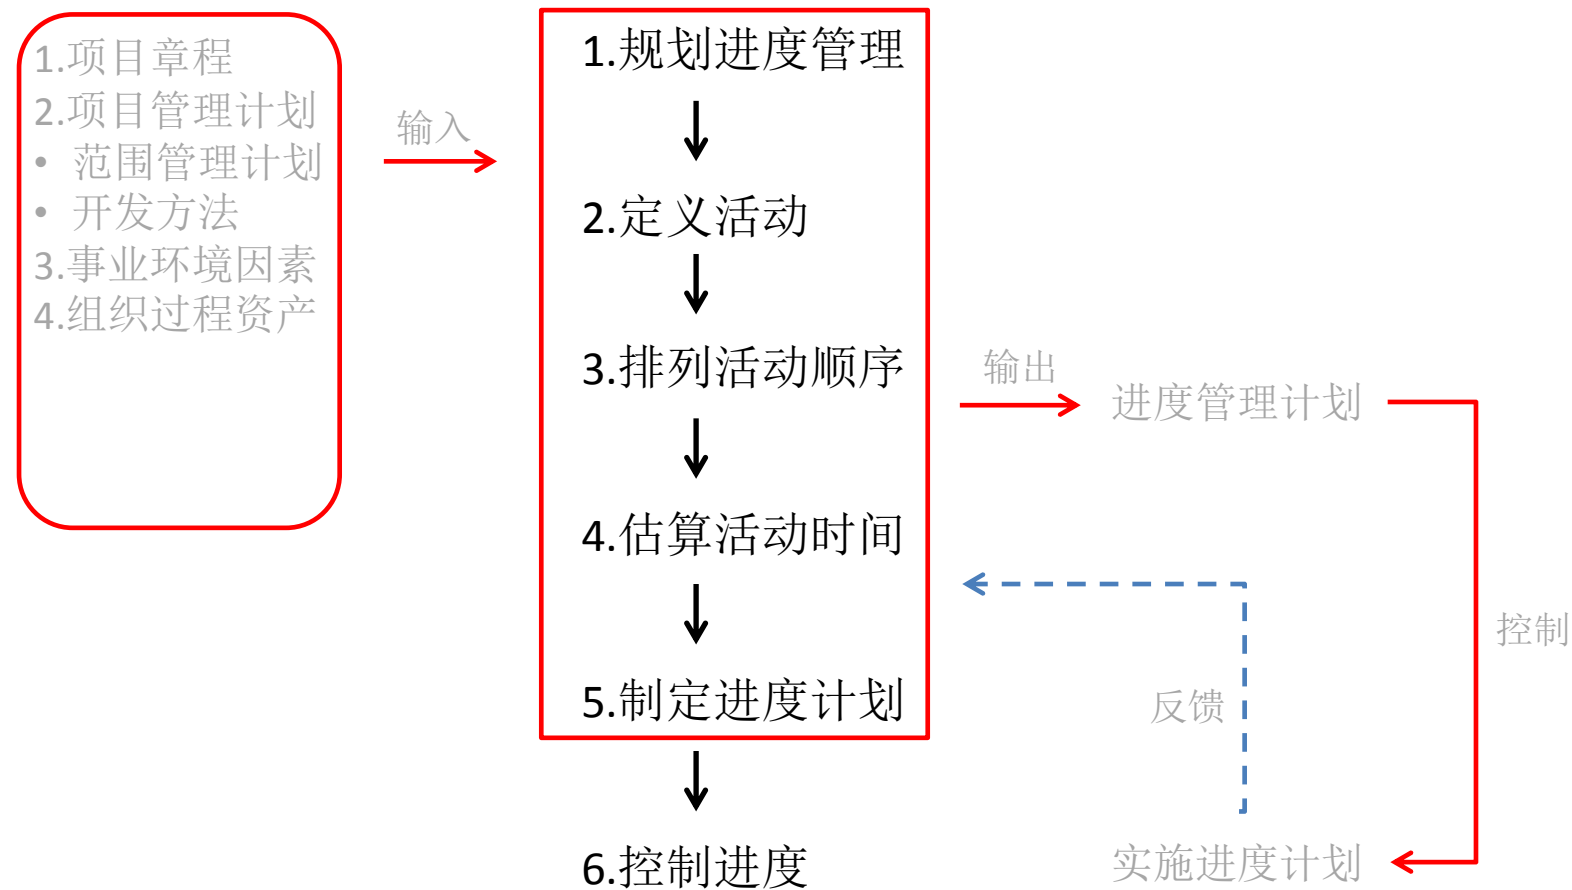 1.项目章程
2.项目管理计划
• 范围管理计划
• 开发方法
3.事业环境因素
4.组织过程资产
输入
1.规划进度管理
2.定义活动
3.排列活动顺序
4.估算活动时间
5.制定进度计划
6.控制进度
输出
进度管理计划
控制
反馈
实施进度计划